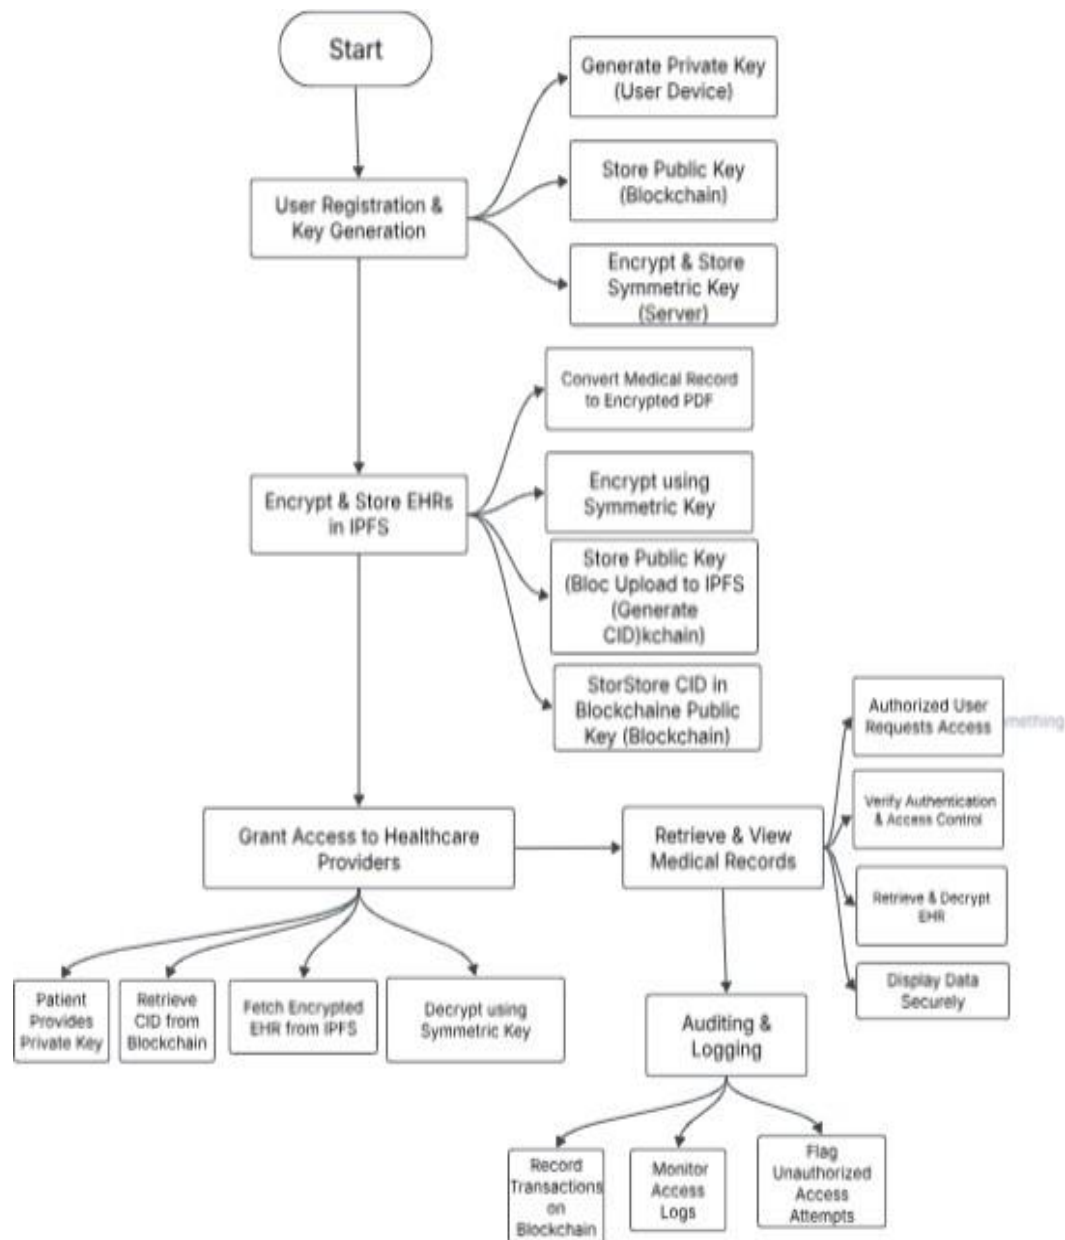 Start
Generate Private Key
(User Device)
Store Public Key
(Blockchain)
User Registration &
Key Generation
Encrypt & Store
Symmetric Key
(Server)
Convert Medical Record
to Encrypted PDF
Encrypt & Store EHRs
in IPFS
Encrypt using
Symmetric Key
Store Public Key
(Bloc Upload to IPFS
(Generate
CID)kchain)
StorStore CID in
Blockchaine Public
Key (Blockchain)
Authorized User
Requests Access
mething
Verify Authentication
& Access Control
Grant Access to Healthcare
Providers
Retrieve & View
Medical Records
Retrieve & Decrypt
EHR
Display Data
Securely
Patient
Provides
Private Key
Retrieve
CID from
Blockchain
Fetch Encrypted
EHR from IPFS
Decrypt using
Symmetric Key
Auditing &
Logging
Record
Transactions
on
Blockchain
Monitor
Access
Logs
Flag
Unauthorized
Access
Attempts